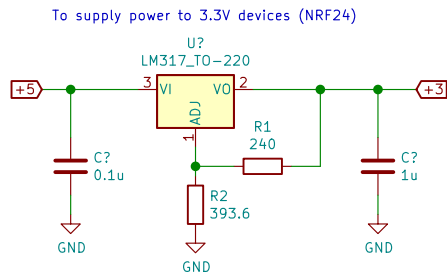 To supply power to 3.3V devices (NRF24)
U?
LM317_TO-220
+5
3
VI
VO
2
+3
ADJ
1
R1
240
C?
0.1u
R2
393.6
C?
1u
GND
GND
GND